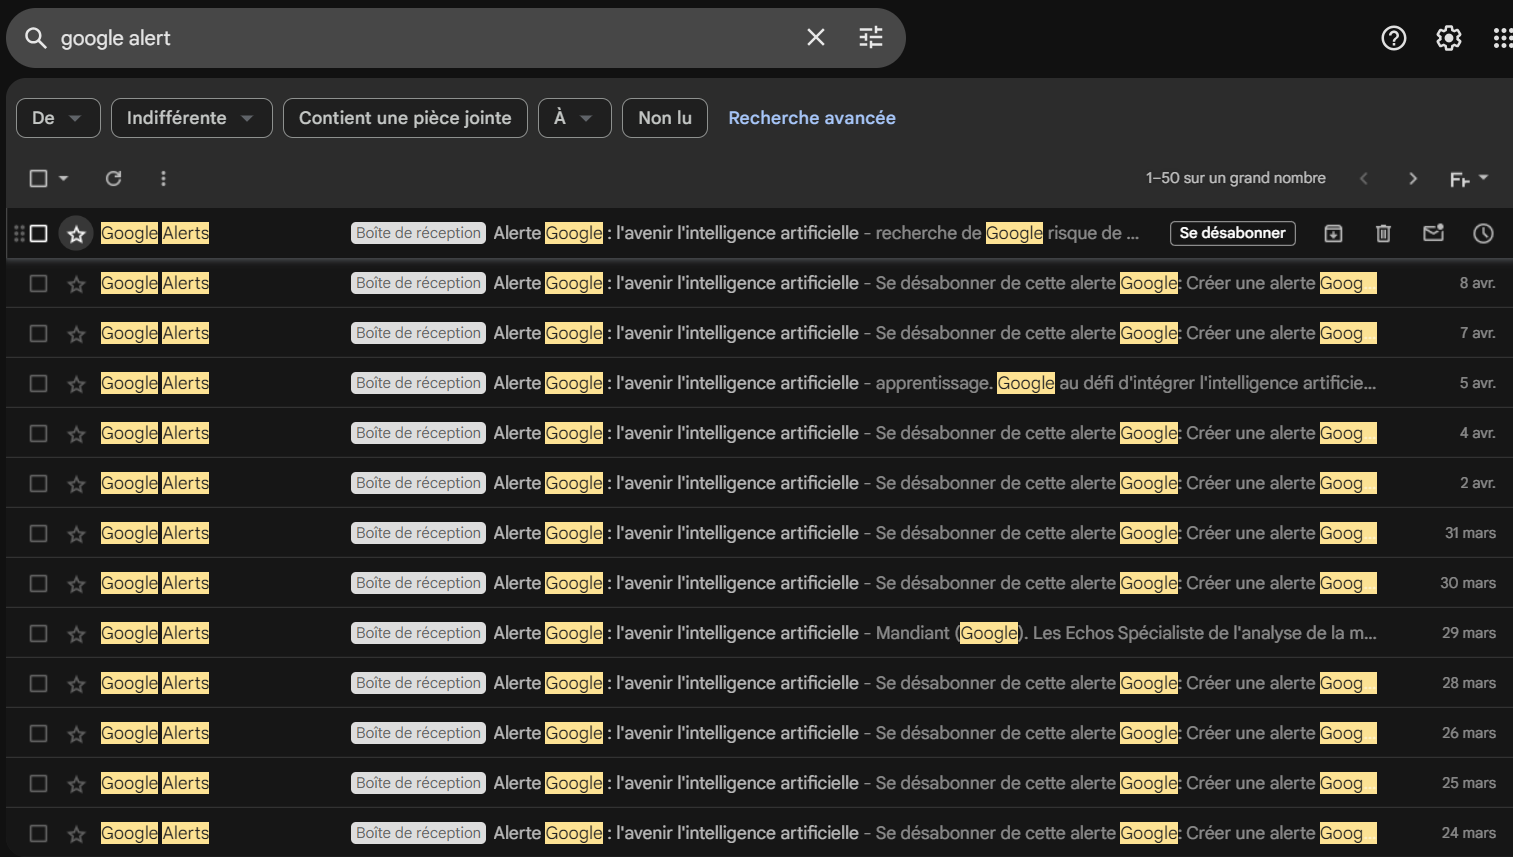 google alert
De
Indifférente
Contient une pièce jointe
À
Non lu
Recherche avancée
1–50 sur un grand nombre
Google Alerts Boîte de réception Alerte Google : l'avenir l'intelligence artificielle - recherche de Google risque de ... Se désabonner
Google Alerts Boîte de réception Alerte Google : l'avenir l'intelligence artificielle - Se désabonner de cette alerte Google: Créer une alerte Goog... 8 avr.
Google Alerts Boîte de réception Alerte Google : l'avenir l'intelligence artificielle - Se désabonner de cette alerte Google: Créer une alerte Goog... 7 avr.
Google Alerts Boîte de réception Alerte Google : l'avenir l'intelligence artificielle - apprentissage. Google au défi d'intégrer l'intelligence artificie... 5 avr.
Google Alerts Boîte de réception Alerte Google : l'avenir l'intelligence artificielle - Se désabonner de cette alerte Google: Créer une alerte Goog... 4 avr.
Google Alerts Boîte de réception Alerte Google : l'avenir l'intelligence artificielle - Se désabonner de cette alerte Google: Créer une alerte Goog... 2 avr.
Google Alerts Boîte de réception Alerte Google : l'avenir l'intelligence artificielle - Se désabonner de cette alerte Google: Créer une alerte Goog... 31 mars
Google Alerts Boîte de réception Alerte Google : l'avenir l'intelligence artificielle - Se désabonner de cette alerte Google: Créer une alerte Goog... 30 mars
Google Alerts Boîte de réception Alerte Google : l'avenir l'intelligence artificielle - Mandiant (Google). Les Echos Spécialiste de l'analyse de la m... 29 mars
Google Alerts Boîte de réception Alerte Google : l'avenir l'intelligence artificielle - Se désabonner de cette alerte Google: Créer une alerte Goog... 28 mars
Google Alerts Boîte de réception Alerte Google : l'avenir l'intelligence artificielle - Se désabonner de cette alerte Google: Créer une alerte Goog... 26 mars
Google Alerts Boîte de réception Alerte Google : l'avenir l'intelligence artificielle - Se désabonner de cette alerte Google: Créer une alerte Goog... 25 mars
Google Alerts Boîte de réception Alerte Google : l'avenir l'intelligence artificielle - Se désabonner de cette alerte Google: Créer une alerte Goog... 24 mars